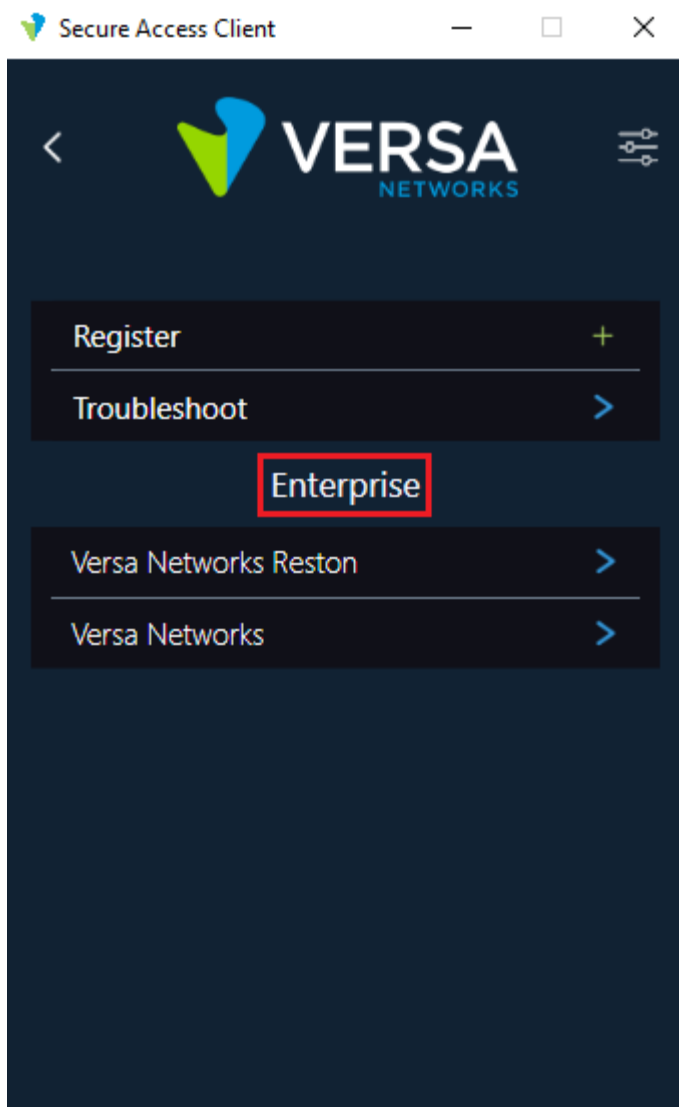 Secure Access Client
VERSA
NETWORKS
Register
Troubleshoot
Enterprise
Versa Networks Reston
Versa Networks